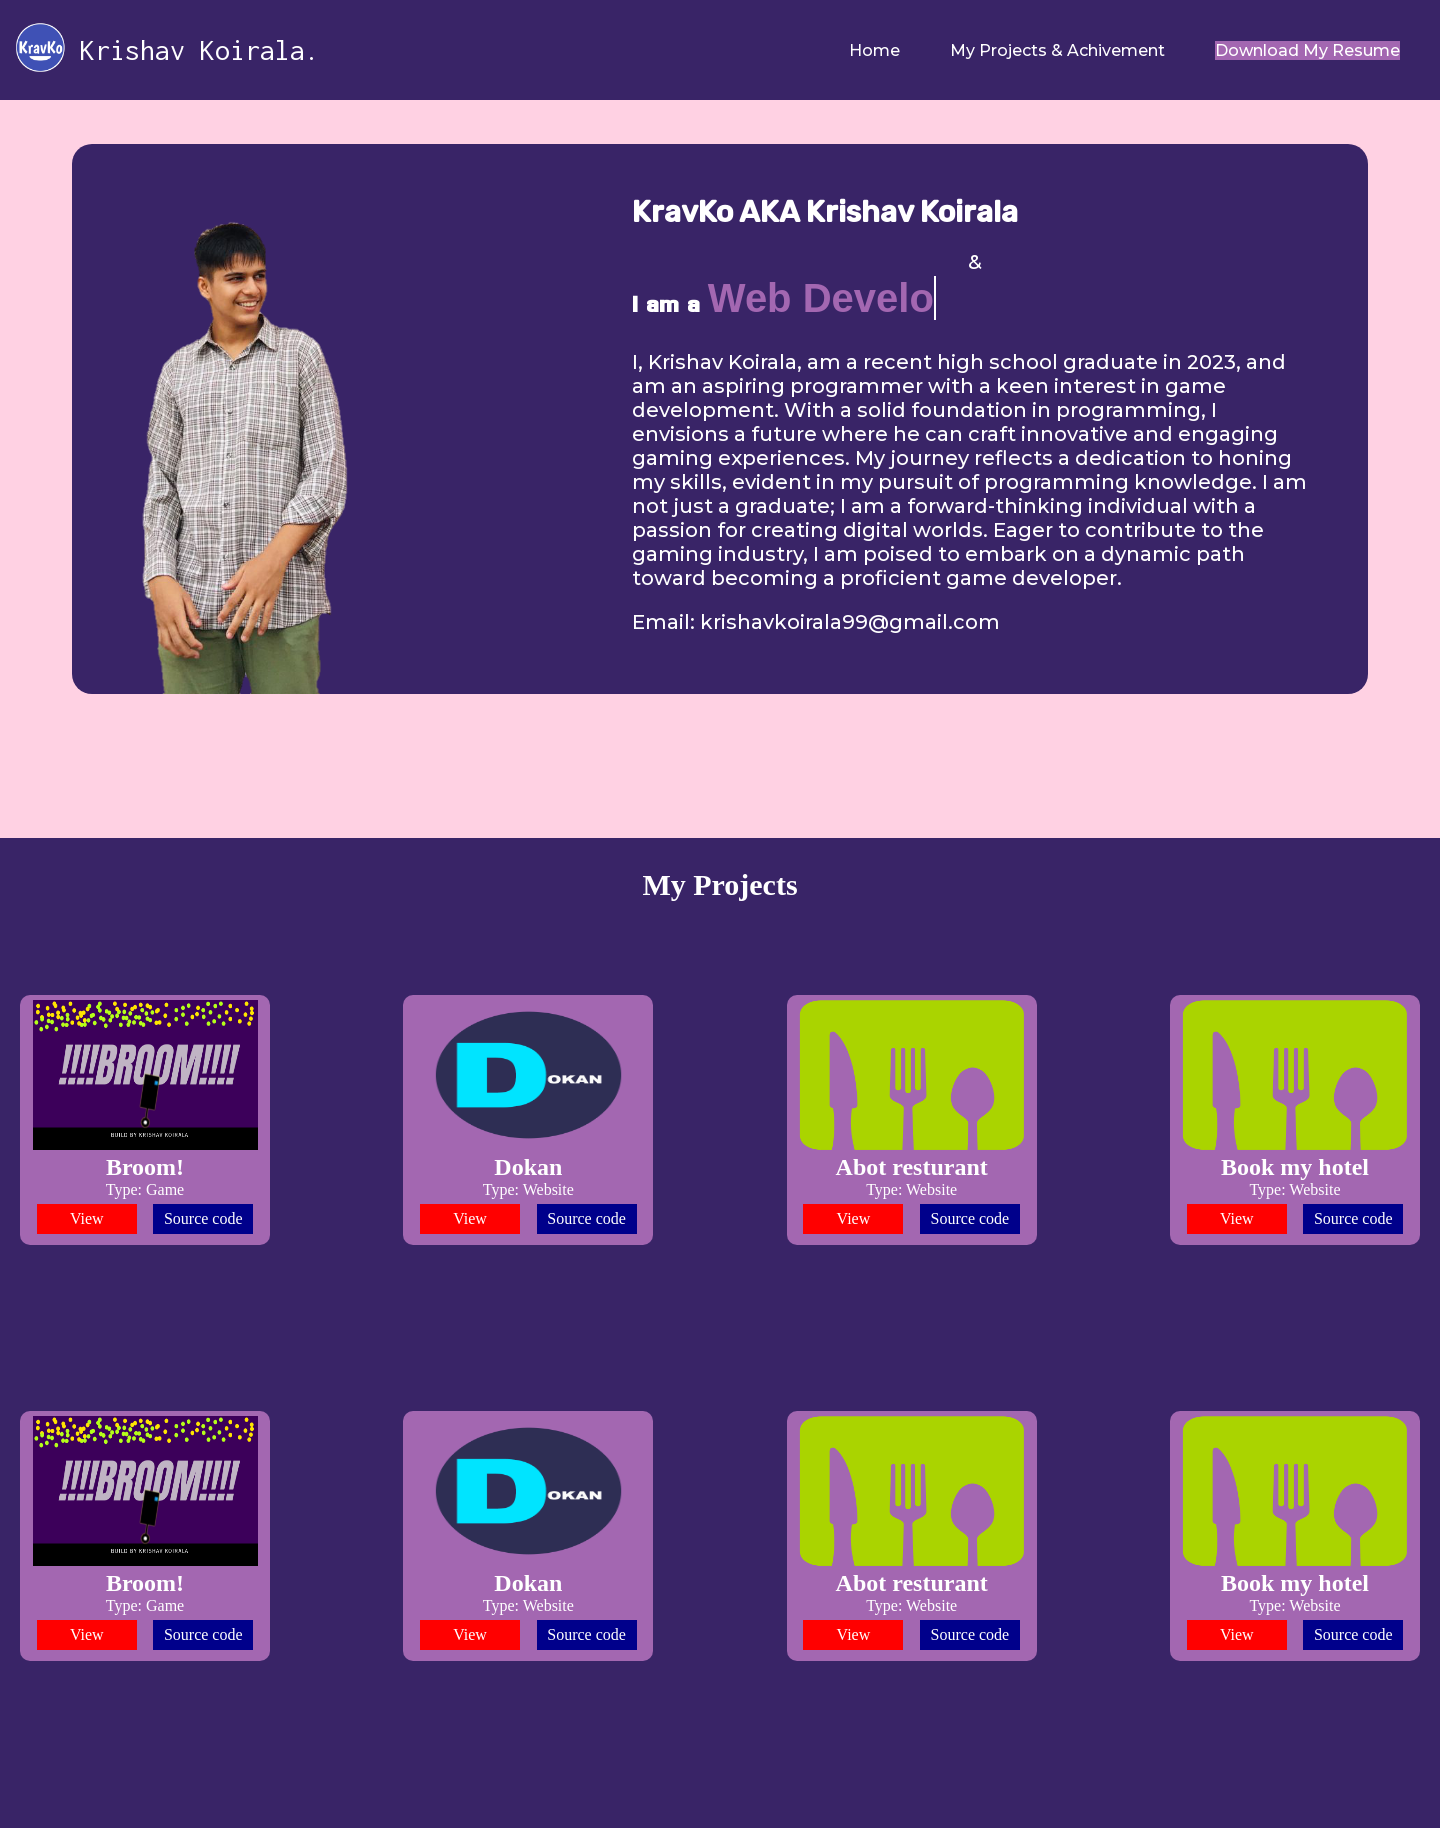 KravKo
Krishav Koirala.
Home
My Projects & Achivement
Download My Resume
KravKo AKA Krishav Koirala
&
I am a Web Develo
I, Krishav Koirala, am a recent high school graduate in 2023, and
am an aspiring programmer with a keen interest in game
development. With a solid foundation in programming, I
envisions a future where he can craft innovative and engaging
gaming experiences. My journey reflects a dedication to honing
my skills, evident in my pursuit of programming knowledge. I am
not just a graduate; I am a forward-thinking individual with a
passion for creating digital worlds. Eager to contribute to the
gaming industry, I am poised to embark on a dynamic path
toward becoming a proficient game developer.
Email: krishavkoirala99@gmail.com
My Projects
!!!!BROOM!!!!
BUILD BY KRISHAV KOIRALA
Broom!
Type: Game
View
Source code
DOKAN
Dokan
Type: Website
View
Source code
Abot resturant
Type: Website
View
Source code
Book my hotel
Type: Website
View
Source code
!!!!BROOM!!!!
BUILD BY KRISHAV KOIRALA
Broom!
Type: Game
View
Source code
DOKAN
Dokan
Type: Website
View
Source code
Abot resturant
Type: Website
View
Source code
Book my hotel
Type: Website
View
Source code